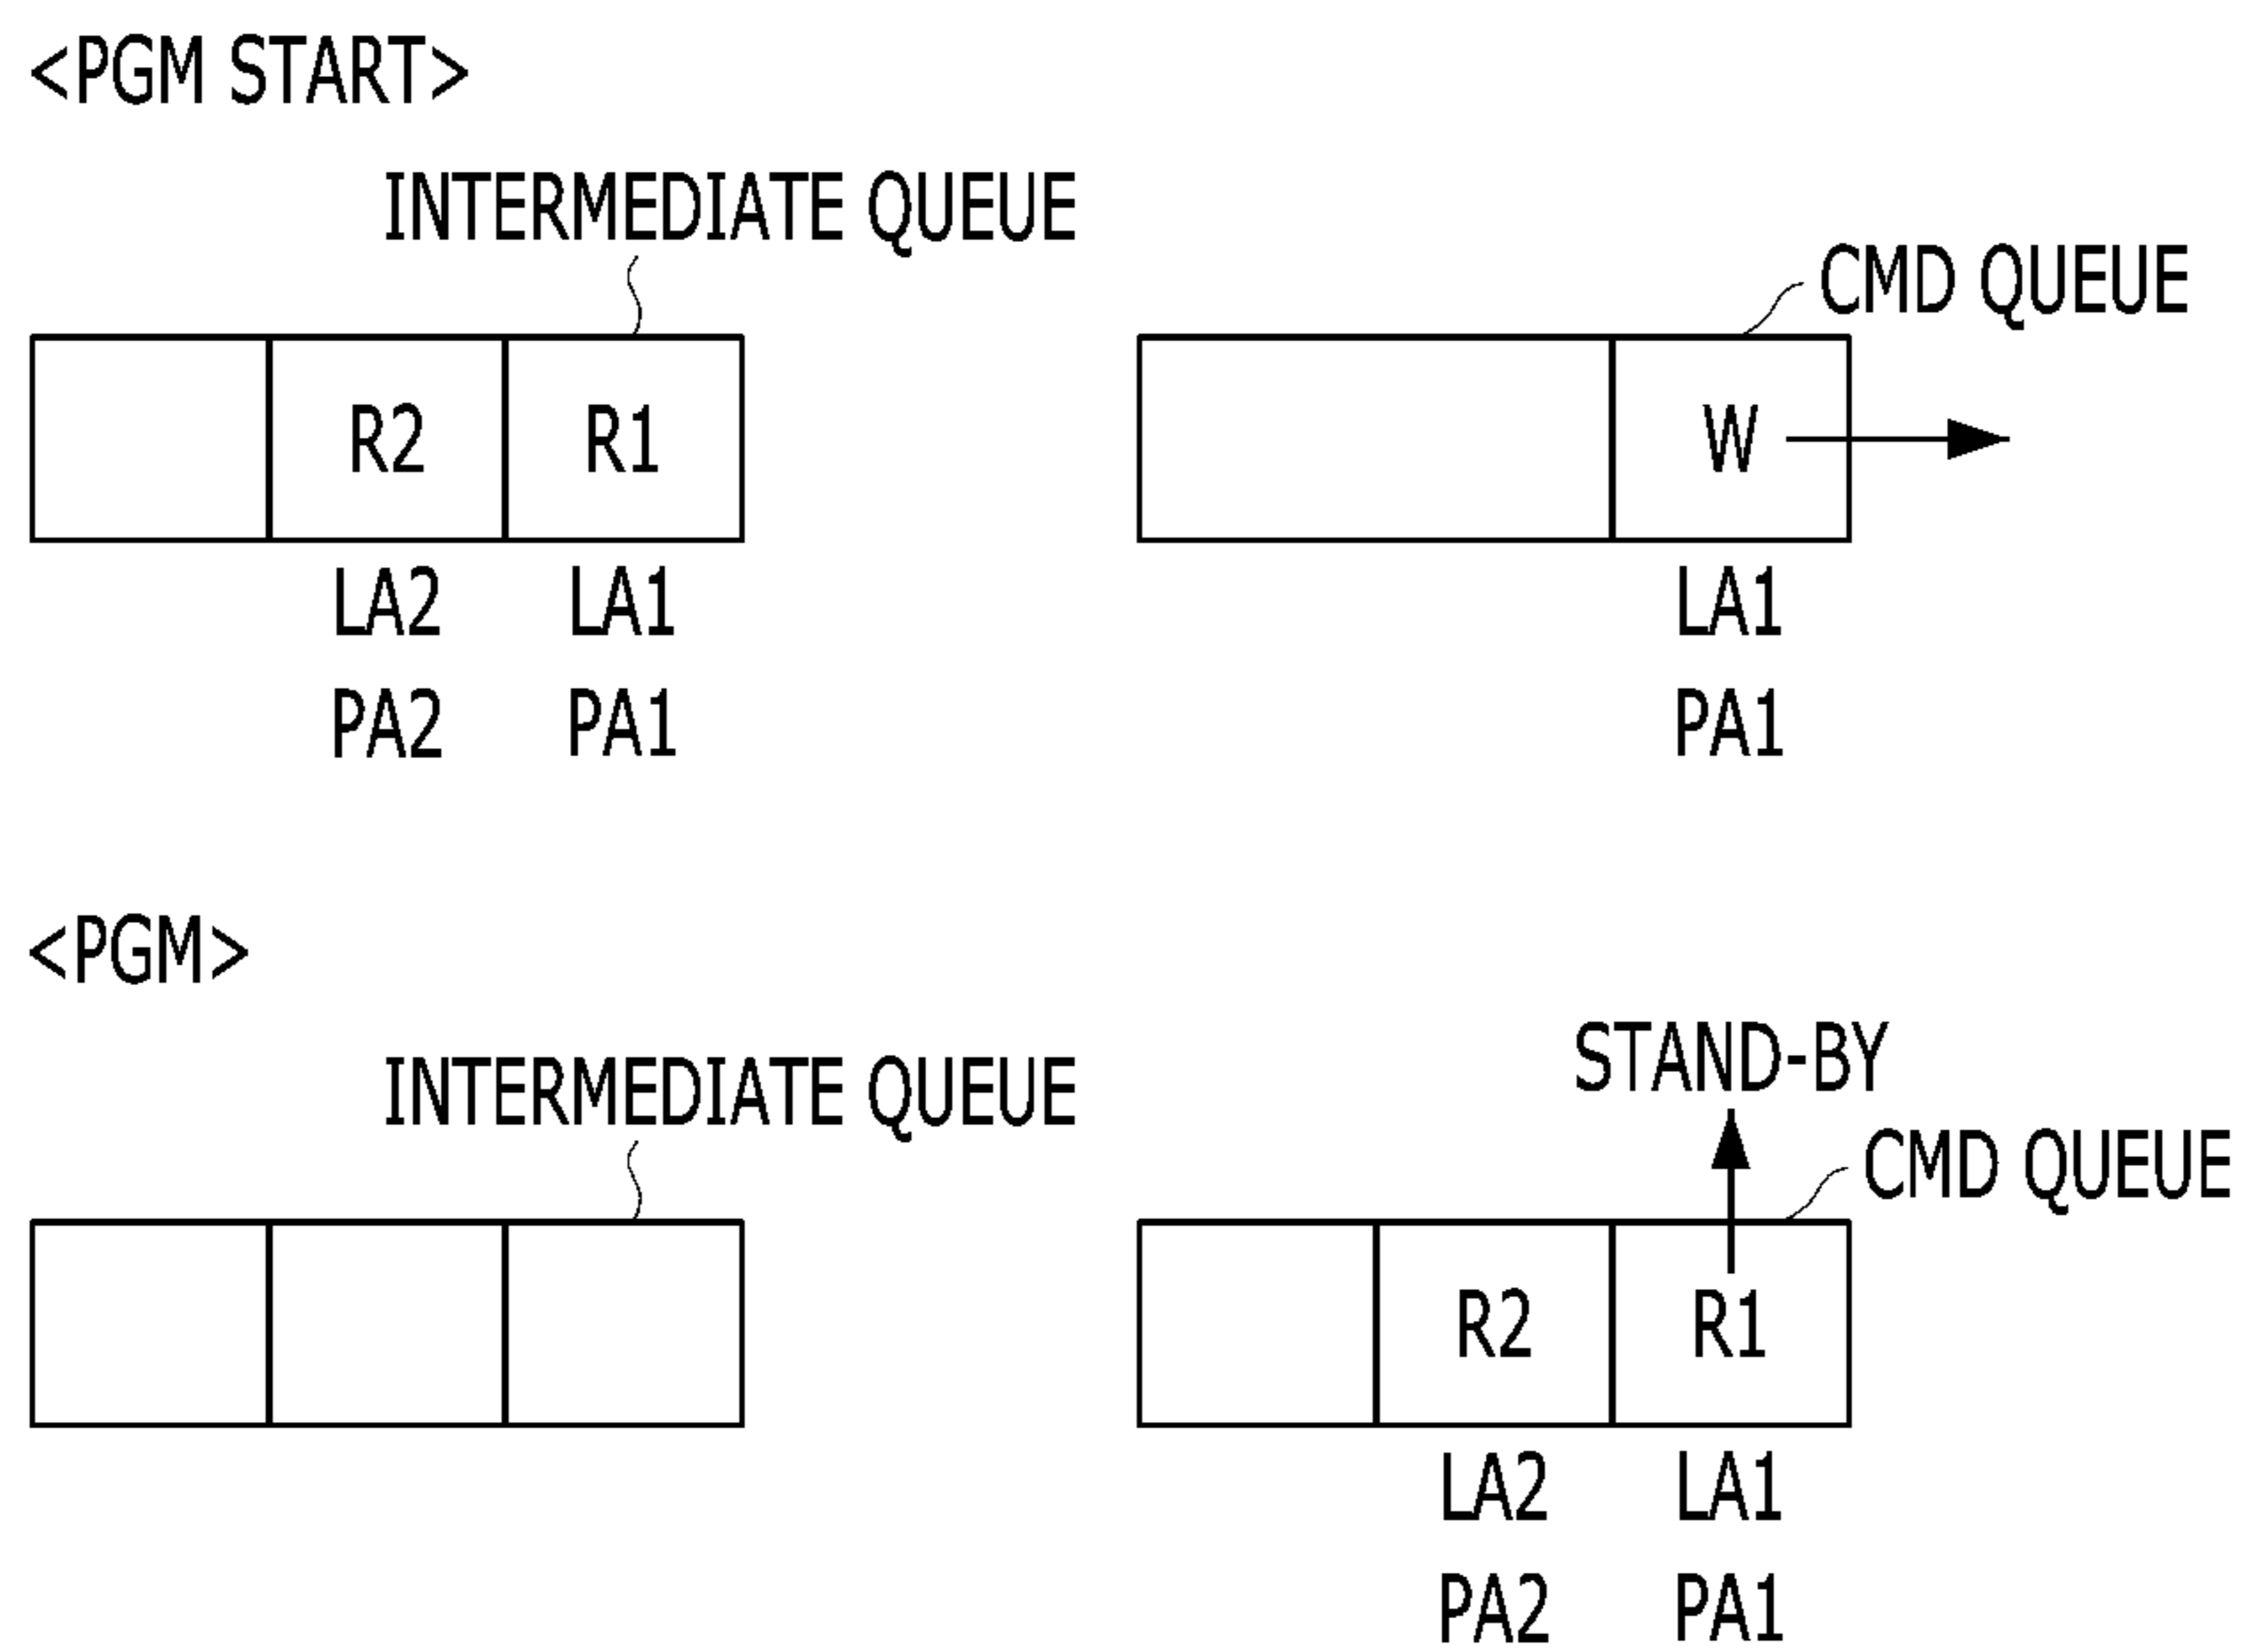 <PGM START>
INTERMEDIATE QUEUE
CMD QUEUE
R2 R1 W
LA2 LA1 LA1
PA2 PA1 PA1
<PGM>
STAND-BY
INTERMEDIATE QUEUE
CMD QUEUE
R2 R1
LA2 LA1
PA2 PA1